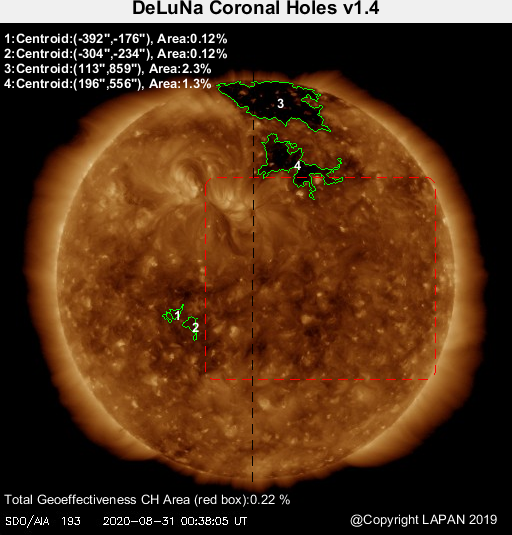 DeLuNa Coronal Holes v1.4
1:Centroid:(-392",-176"), Area:0.12%
2:Centroid:(-304",-234"), Area:0.12%
3:Centroid:(113",859"), Area:2.3%
4:Centroid:(196",556"), Area:1.3%
3
4
1
2
Total Geoeffectiveness CH Area (red box):0.22 %
SDO/AIA 193 2020-08-31 00:38:05 UT
@Copyright LAPAN 2019